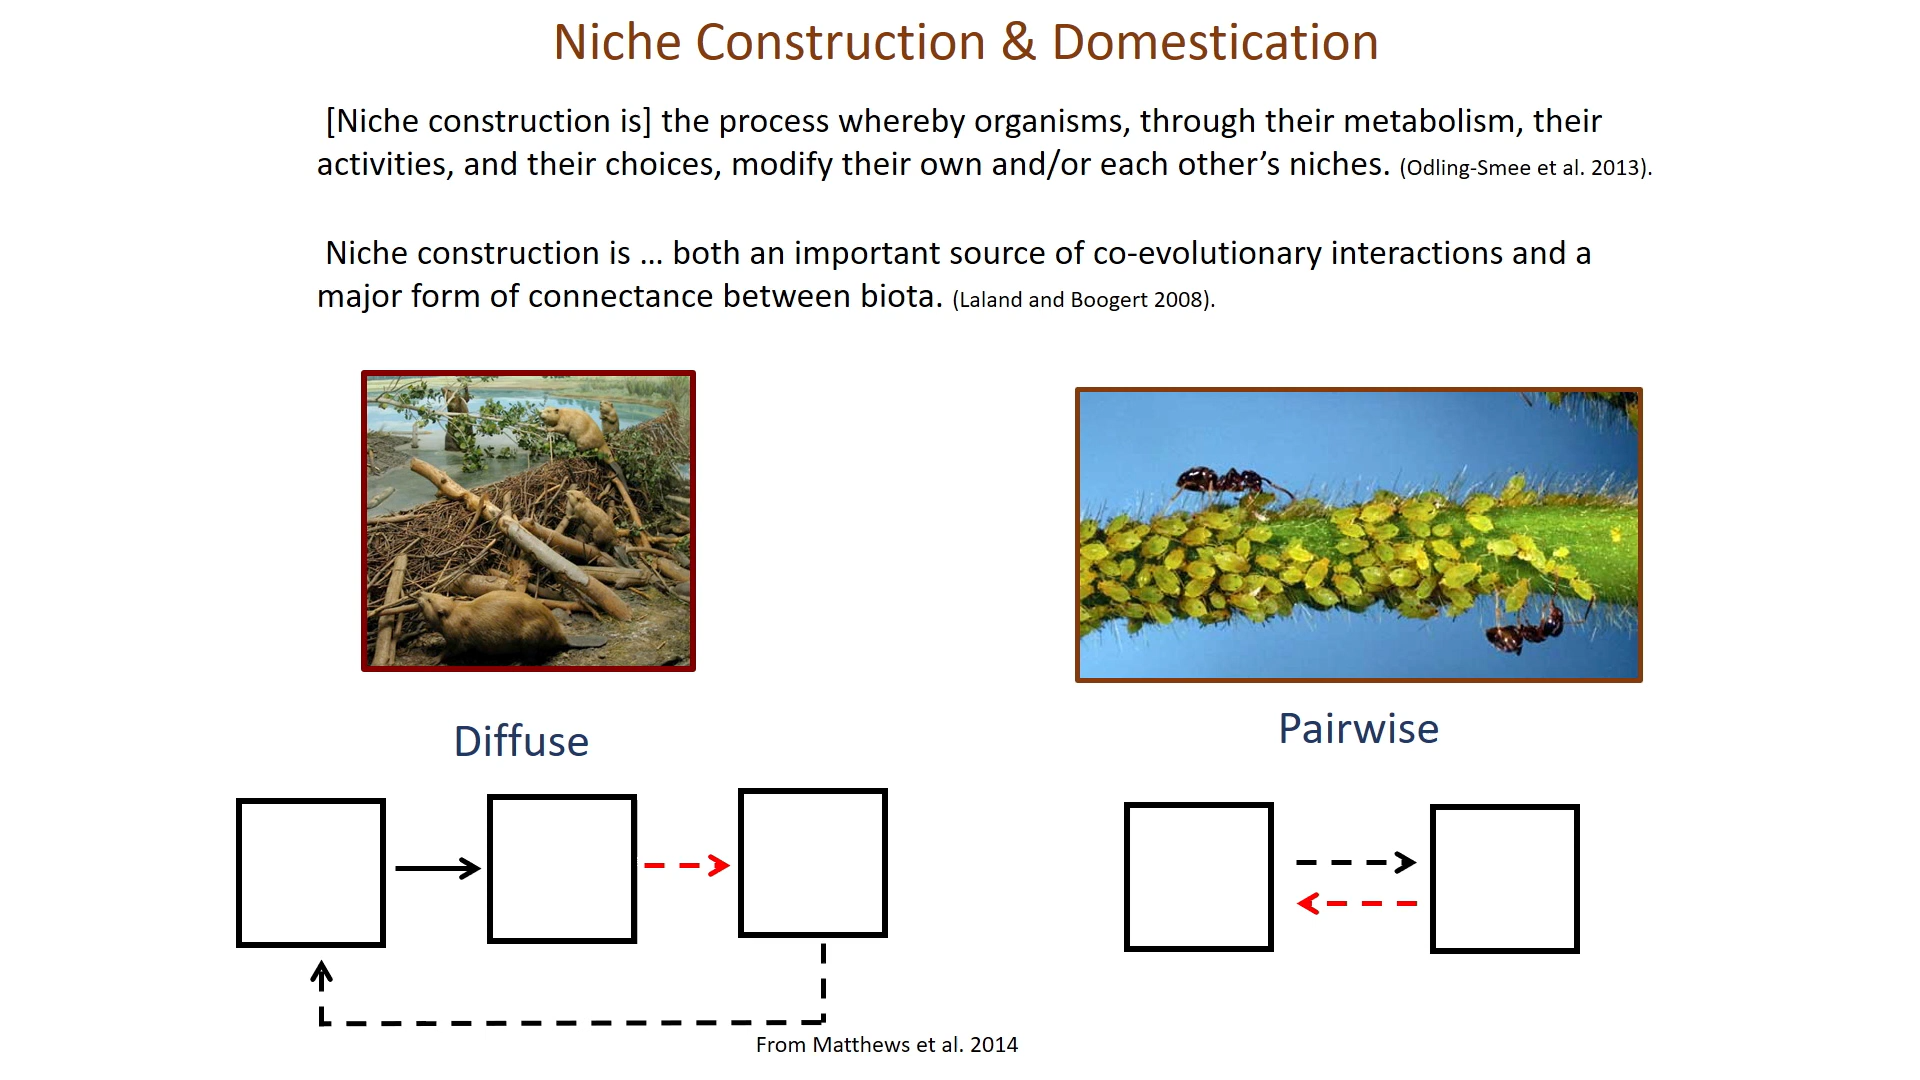 Niche Construction & Domestication
[Niche construction is] the process whereby organisms, through their metabolism, their
activities, and their choices, modify their own and/or each other’s niches. (Odling-Smee et al. 2013).
Niche construction is … both an important source of co-evolutionary interactions and a
major form of connectance between biota. (Laland and Boogert 2008).
Diffuse
Pairwise
From Matthews et al. 2014